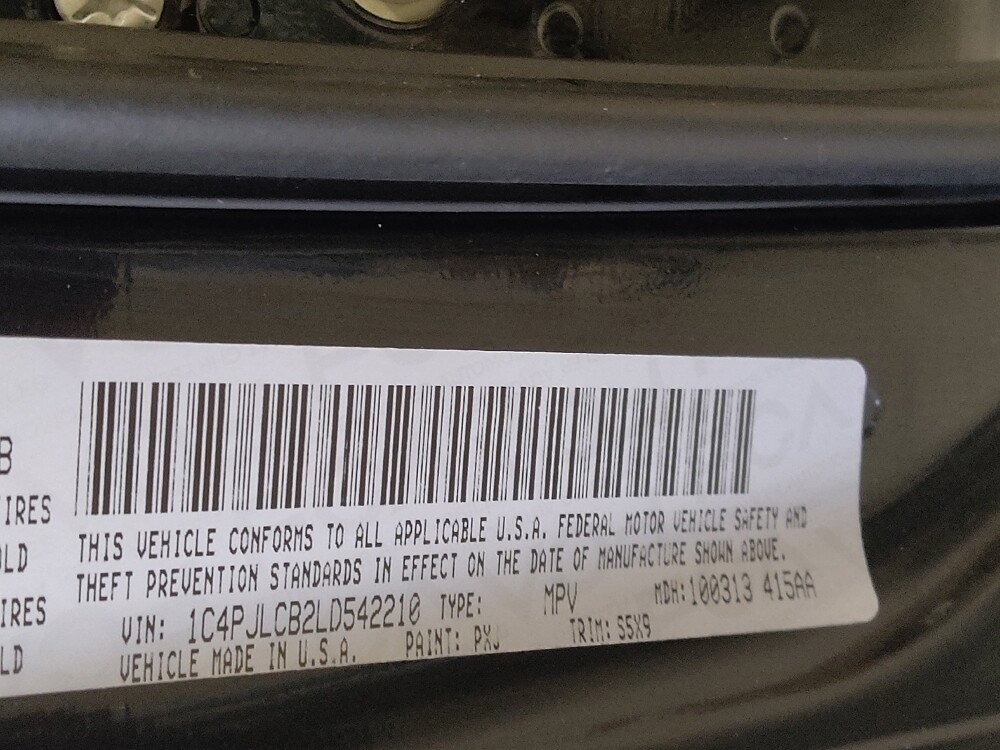 B
TIRES
OLD
THIS VEHICLE CONFORMS TO ALL APPLICABLE U.S.A. FEDERAL MOTOR VEHICLE SAFETY AND
THEFT PREVENTION STANDARDS IN EFFECT ON THE DATE OF MANUFACTURE SHOWN ABOVE.
IRES
LD
VIN: 1C4PJLCB2LD542210 TYPE: MPV MDH:100313 415AA
VEHICLE MADE IN U.S.A. PAINT: PXJ TRIM: S5X9